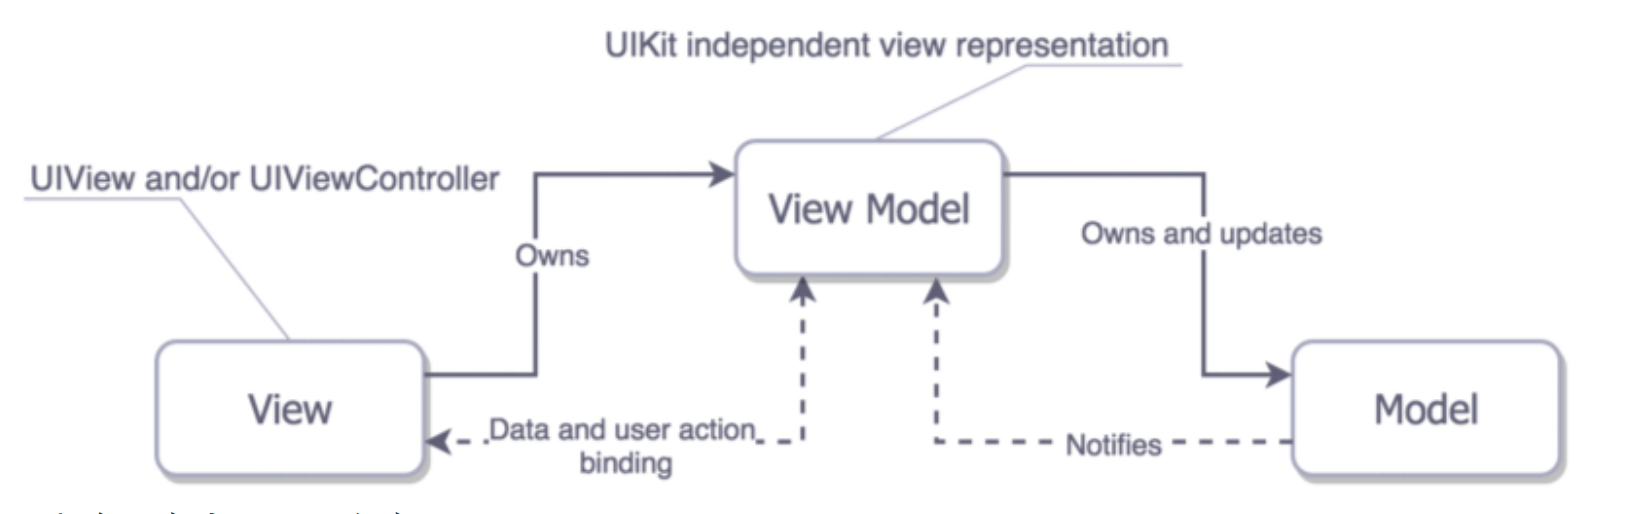 UIKit independent view representation
UIView and/or UIViewController
View Model
Owns
Owns and updates
View
Data and user action
binding
Notifies
Model